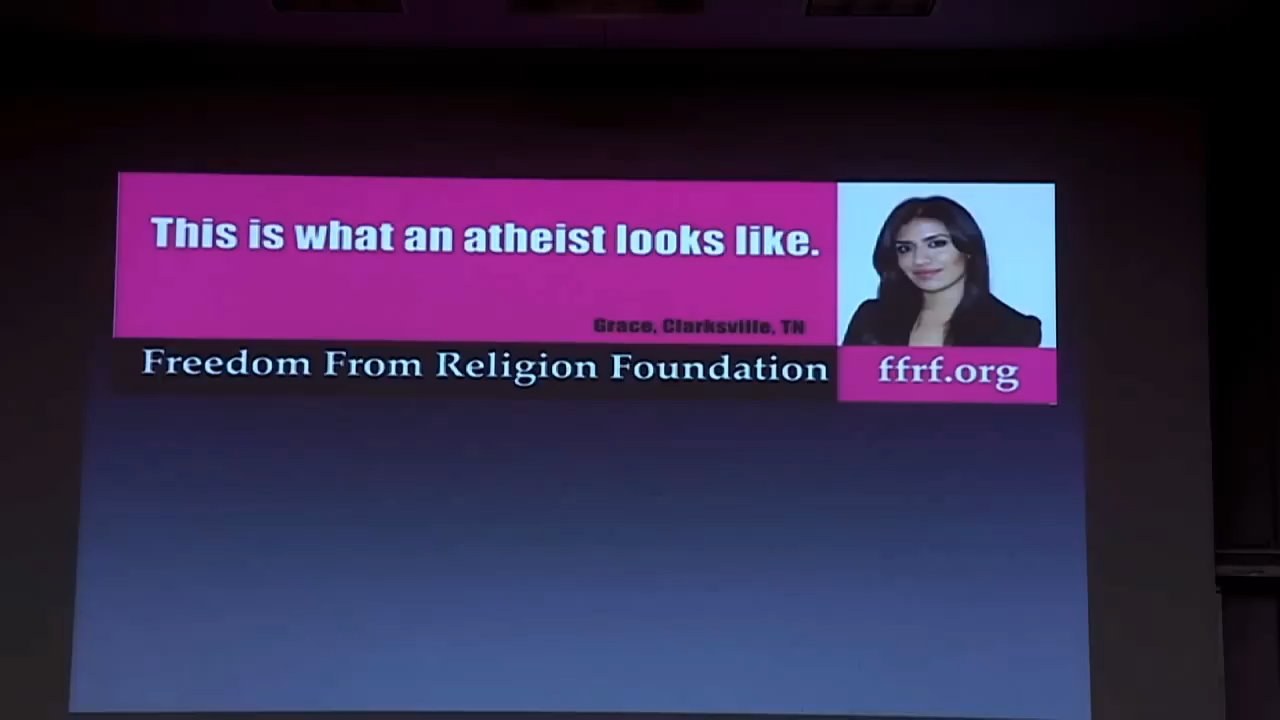 This is what an atheist looks like.
Grace, Clarksville, TN
Freedom From Religion Foundation
ffrf.org